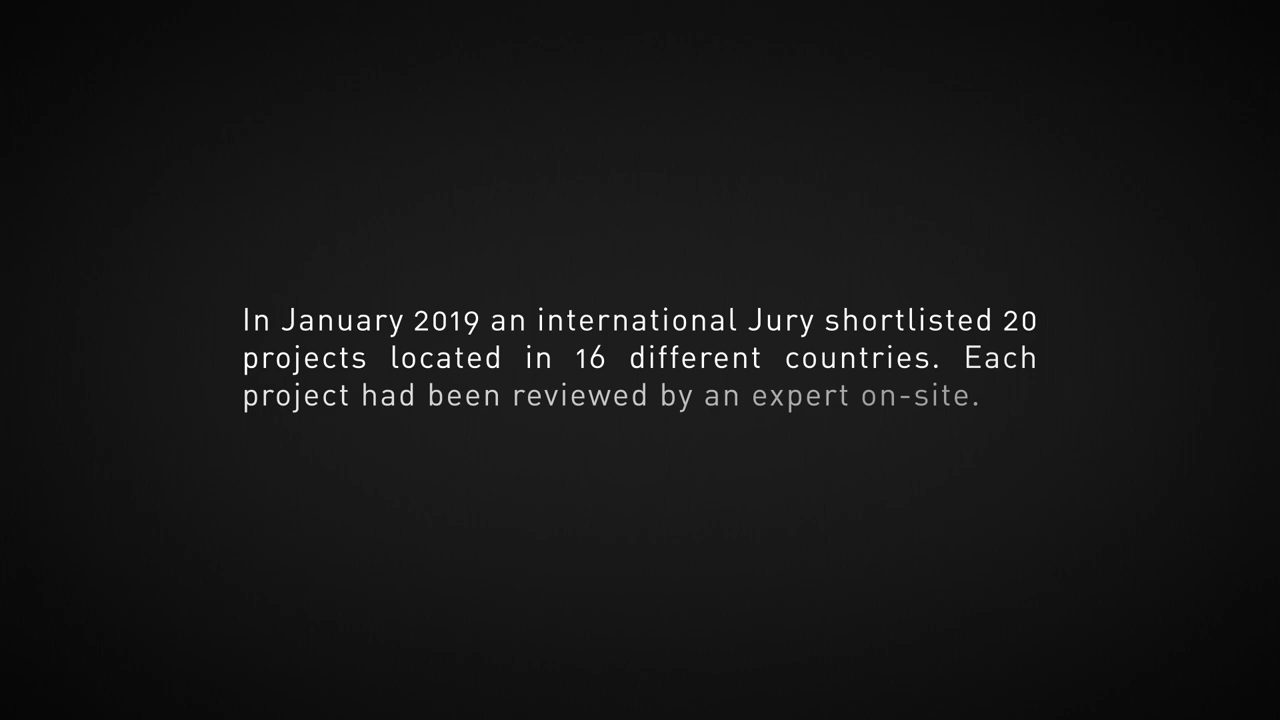 In January 2019 an international Jury shortlisted 20
projects located in 16 different countries. Each
project had been reviewed by an expert on-site.